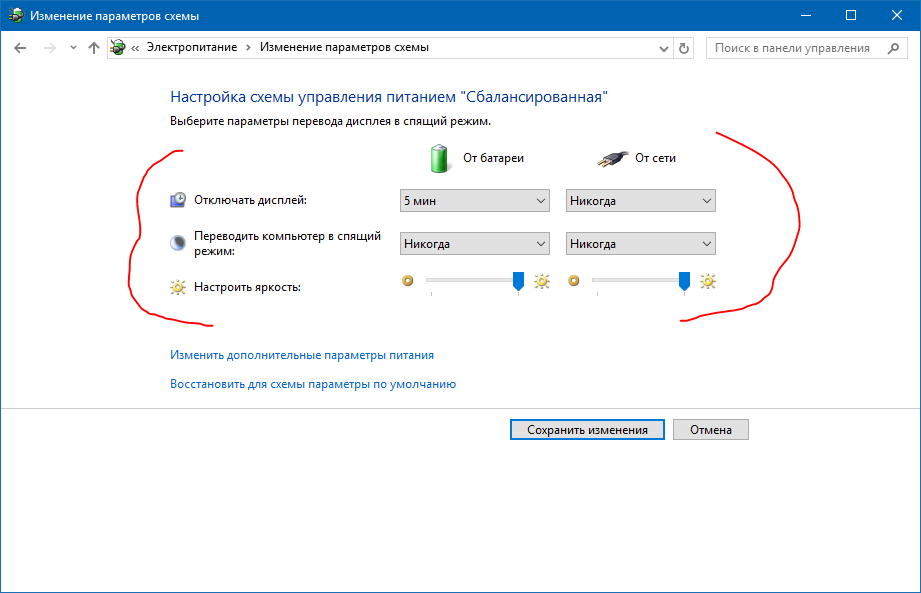 Изменение параметров схемы
« Электропитание > Изменение параметров схемы
Поиск в панели управления
Настройка схемы управления питанием "Сбалансированная"
Выберите параметры перевода дисплея в спящий режим.
От батареи
От сети
Отключать дисплей:
5 мин
Никогда
Переводить компьютер в спящий
режим:
Никогда
Никогда
Настроить яркость:
Изменить дополнительные параметры питания
Восстановить для схемы параметры по умолчанию
Сохранить изменения
Отмена